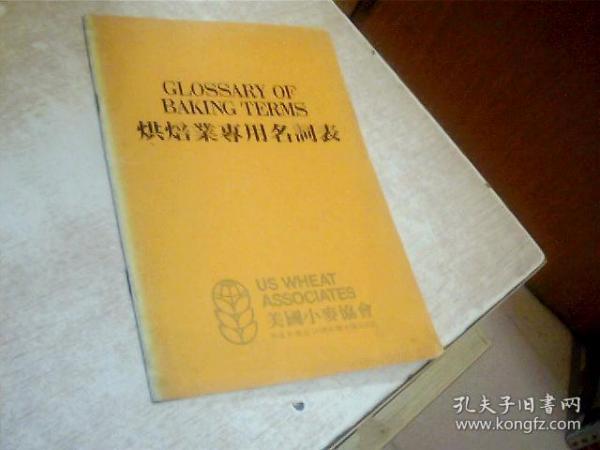 GLOSSARY OF
BAKING TERMS
烘焙業專用名詞表
US WHEAT
ASSOCIATES
美國小麥協會
孔夫子旧书网
www.kongfz.com